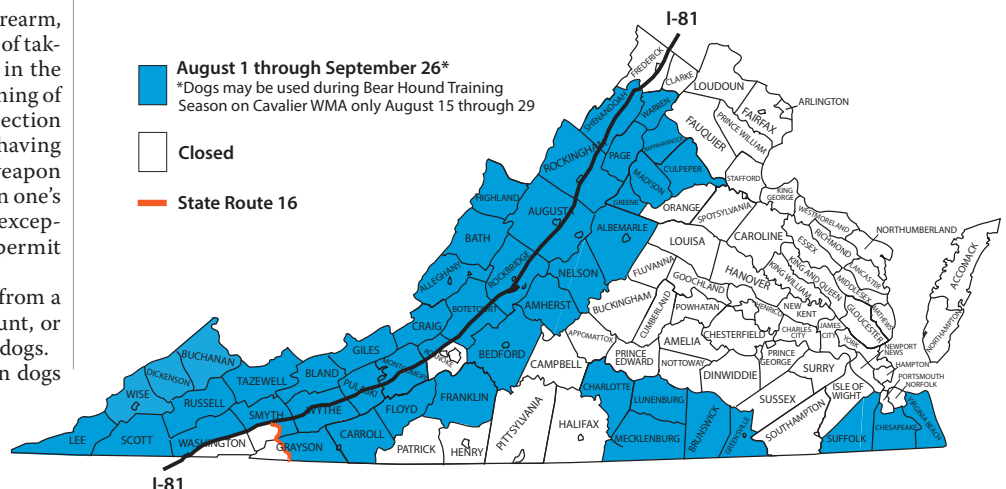 rearm,
of tak-
in the
ning of
ection
having
eapon
n one's
excep-
permit
from a
unt, or
dogs.
n dogs
I-81
August 1 through September 26*
*Dogs may be used during Bear Hound Training
Season on Cavalier WMA only August 15 through 29
Closed
State Route 16
FREDERICK
CLARKE
LOUDOUN
ARLINGTON
SHENANDOAH
WARREN
FAUQUIER
FAIRFAX
PRINCE WILLIAM
ROCKINGHAM
PAGE
RAPPAHANNOCK
CULPEPER
MADISON
STAFFORD
KING
GEORGE
HIGHLAND
AUGUSTA
GREENE
ORANGE
SPOTSYLVANIA
WESTMORELAND
NORTHUMBERLAND
ALBEMARLE
LOUISA
CAROLINE
ESSEX
RICHMOND
ACCOMACK
BATH
ROCKBRIDGE
NELSON
FLUVANNA
GOOCHLAND
HANOVER
KING WILLIAM
KING AND QUEEN
LANCASTER
MIDDLESEX
ALLEGHANY
BOTETOURT
AMHERST
BUCKINGHAM
CUMBERLAND
POWHATAN
HENRICO
NEW
KENT
GLOUCESTER
MATHEWS
NORTHAMPTON
CRAIG
ROANOKE
BEDFORD
APPOMATTOX
AMELIA
CHESTERFIELD
CHARLES
CITY
JAMES
CITY
YORK
NEWPORT
NEWS
HAMPTON
PORTSMOUTH
NORFOLK
GILES
MONTGOMERY
CAMPBELL
PRINCE
EDWARD
NOTTOWAY
DINWIDDIE
PRINCE
GEORGE
SURRY
ISLE OF
WIGHT
BUCHANAN
DICKENSON
TAZEWELL
BLAND
PULASKI
FRANKLIN
CHARLOTTE
LUNENBURG
SUSSEX
SOUTHAMPTON
WISE
RUSSELL
SMYTH
WYTHE
FLOYD
PITTSYLVANIA
HALIFAX
MECKLENBURG
BRUNSWICK
GREENSVILLE
SUFFOLK
CHESAPEAKE
VIRGINIA BEACH
LEE
SCOTT
WASHINGTON
GRAYSON
CARROLL
PATRICK
HENRY
I-81